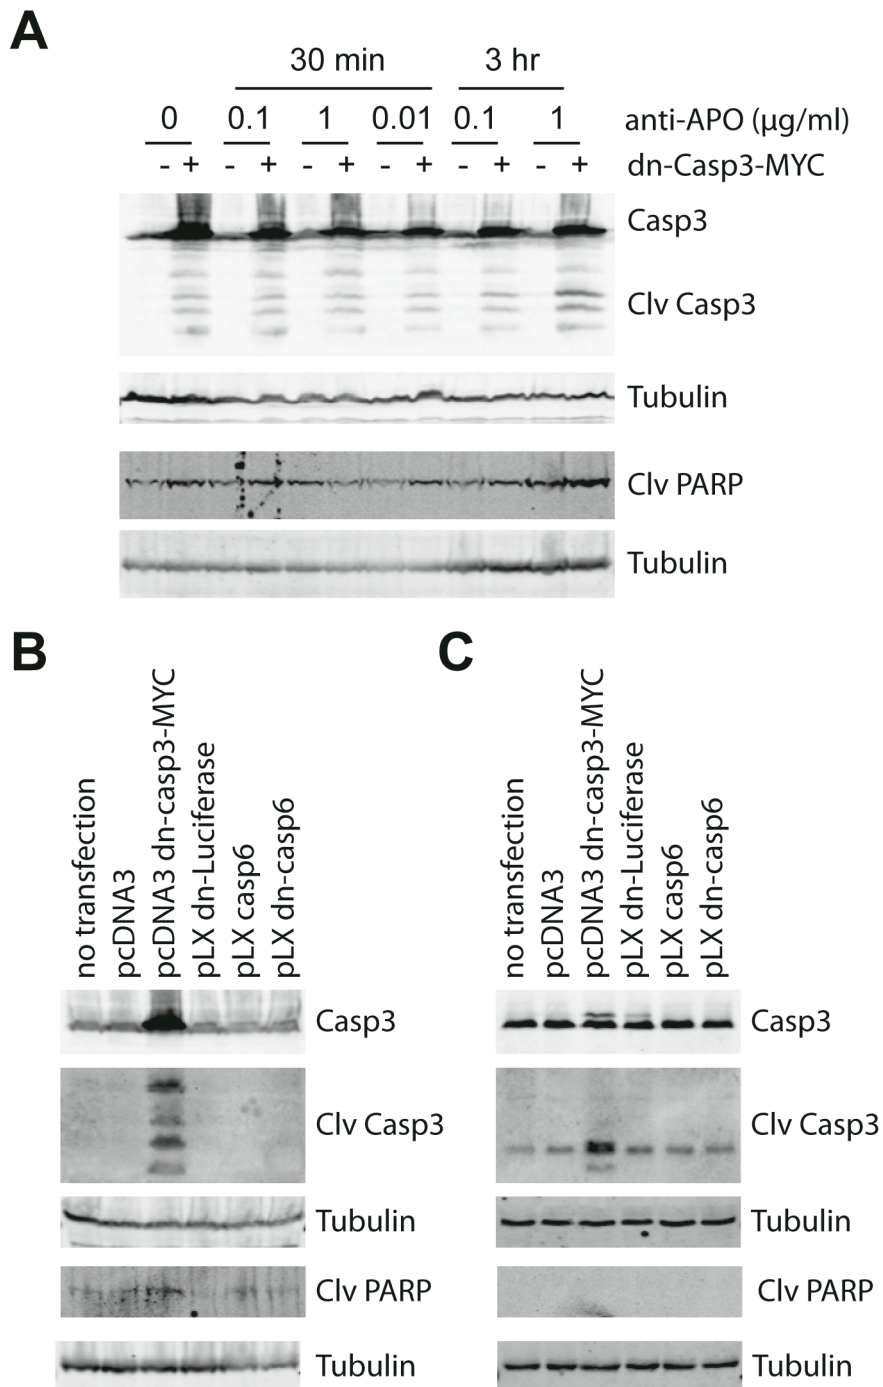 A
30 min 3 hr
0 0.1 1 0.01 0.1 1 anti-APO (µg/ml)
- + - + - + - + - + - + dn-Casp3-MYC
Casp3
Clv Casp3
Tubulin
Clv PARP
Tubulin
B
no transfection
pcDNA3
pcDNA3 dn-casp3-MYC
pLX dn-Luciferase
pLX casp6
pLX dn-casp6
Casp3
Clv Casp3
Tubulin
Clv PARP
Tubulin
C
no transfection
pcDNA3
pcDNA3 dn-casp3-MYC
pLX dn-Luciferase
pLX casp6
pLX dn-casp6
Casp3
Clv Casp3
Tubulin
Clv PARP
Tubulin